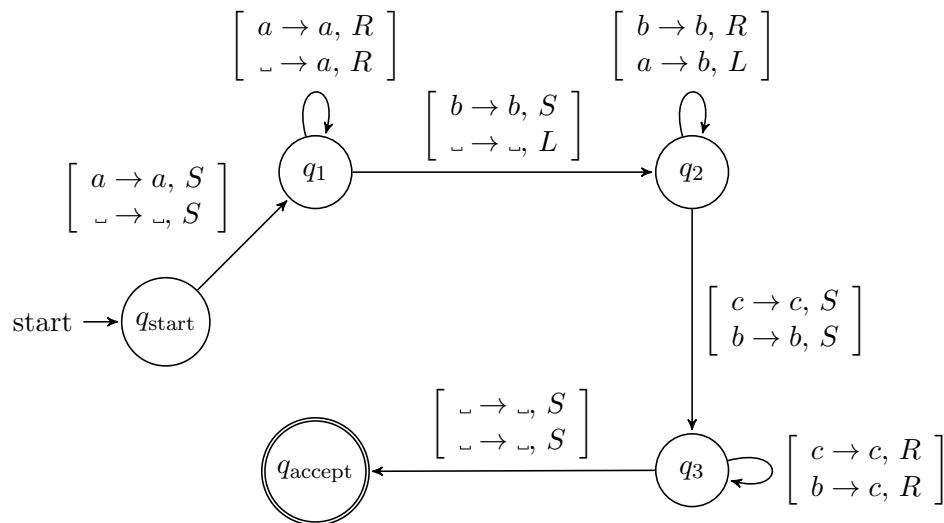 a → a, R
␣ → a, R
b → b, R
a → b, L
b → b, S
␣ → ␣, L
q1
q2
a → a, S
␣ → ␣, S
start
qstart
c → c, S
b → b, S
␣ → ␣, S
␣ → ␣, S
qaccept
q3
c → c, R
b → c, R